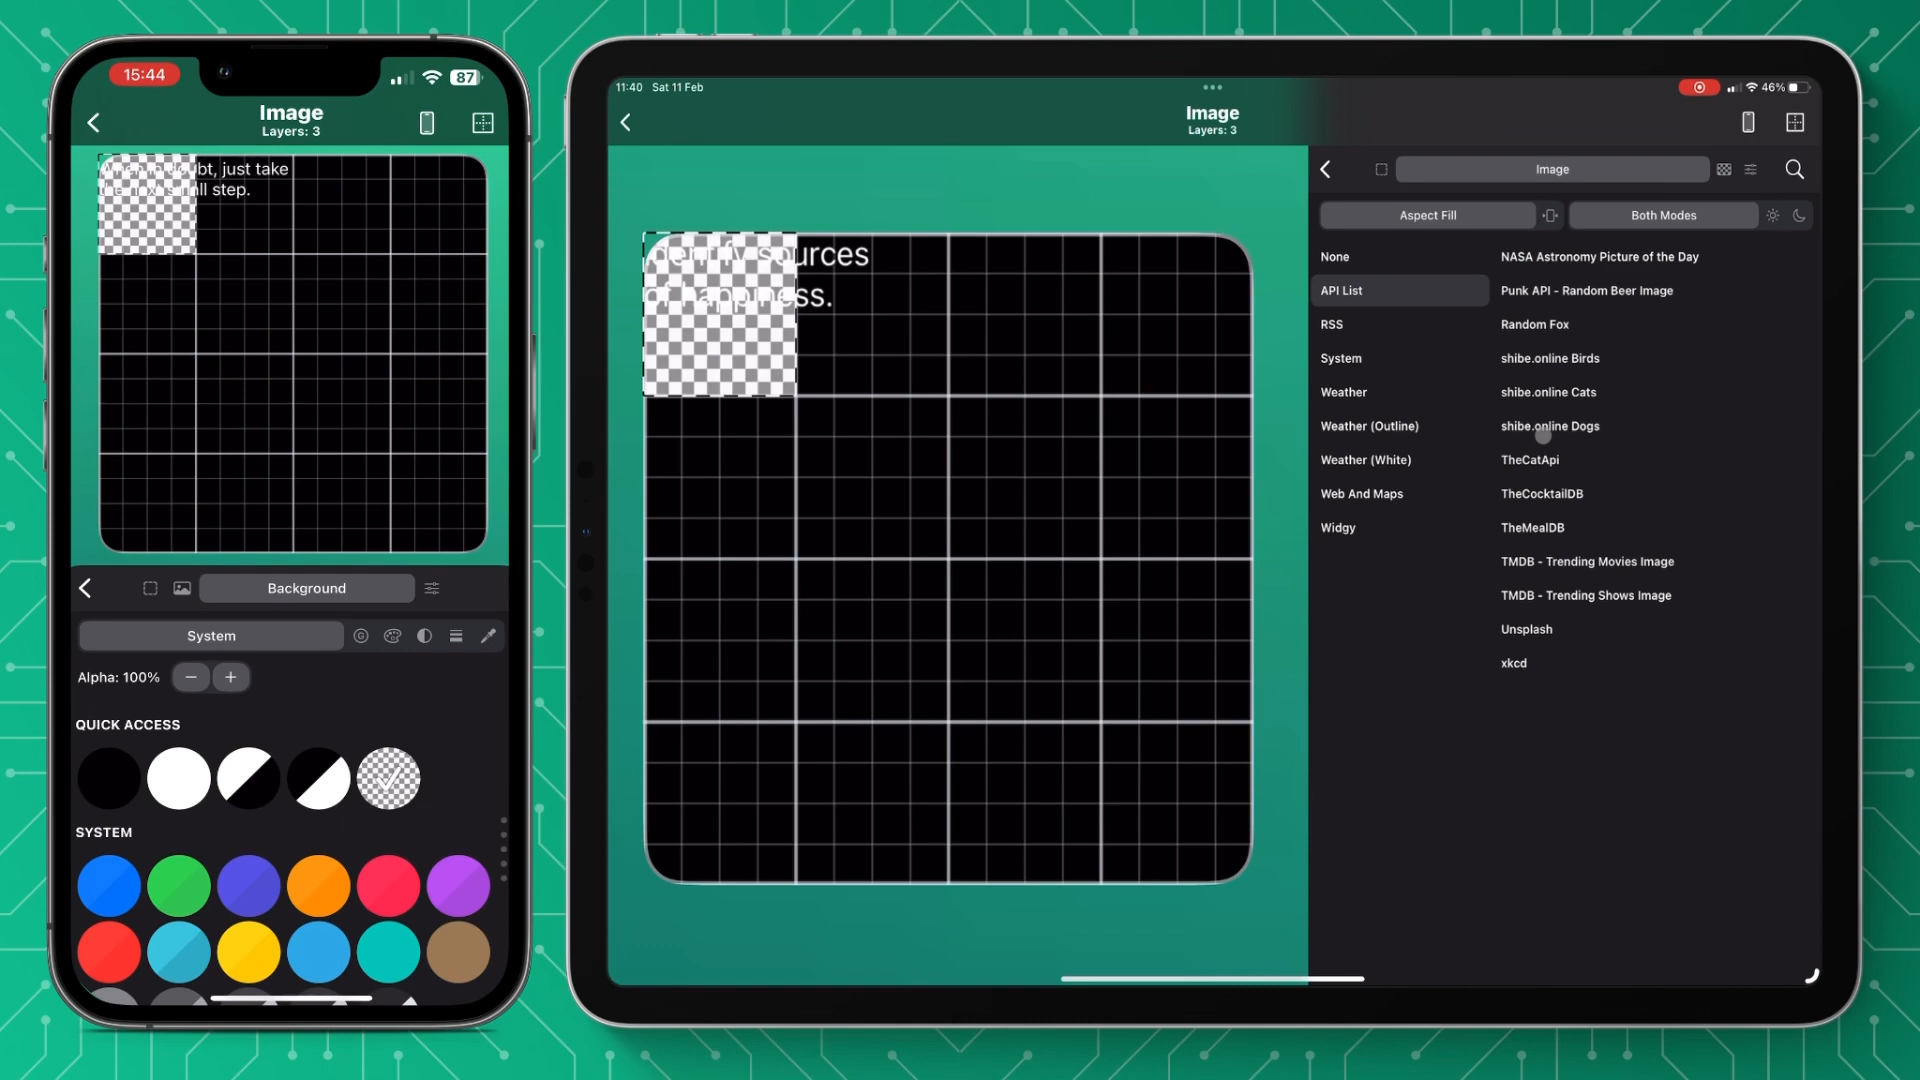 15:44
87
Image
Layers: 3
bt, just take
ll step.
Background
System
Alpha: 100%
QUICK ACCESS
SYSTEM
11:40 Sat 11 Feb
46%
Image
Layers: 3
Identify sources
of happiness.
Image
Aspect Fill
Both Modes
None
API List
RSS
System
Weather
Weather (Outline)
Weather (White)
Web And Maps
Widgy
NASA Astronomy Picture of the Day
Punk API - Random Beer Image
Random Fox
shibe.online Birds
shibe.online Cats
shibe.online Dogs
TheCatApi
TheCocktailDB
TheMealDB
TMDB - Trending Movies Image
TMDB - Trending Shows Image
Unsplash
xkcd